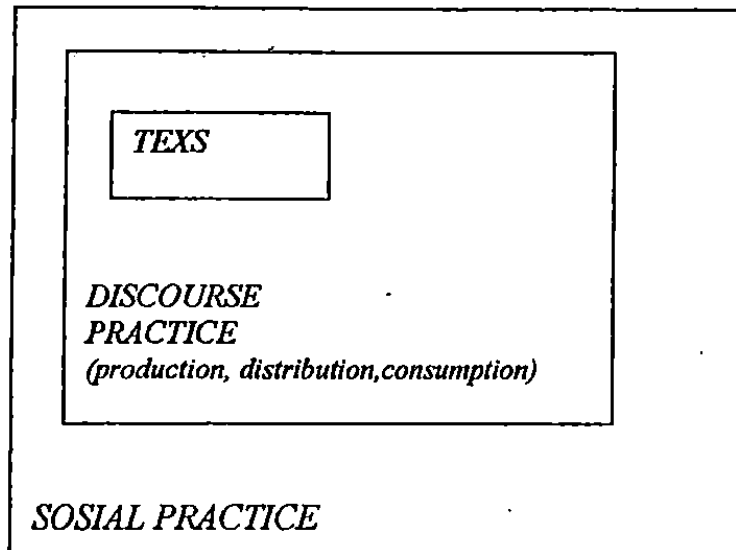 TEXS
DISCOURSE
PRACTICE
(production, distribution,consumption)
SOSIAL PRACTICE